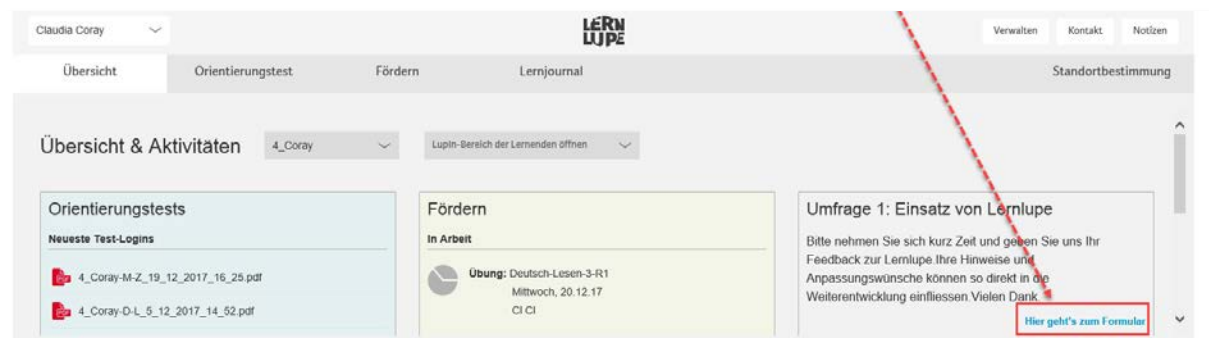 Claudia Coray
LERN
LUPE
Verwalten
Kontakt
Notizen
Übersicht
Orientierungstest
Fördern
Lernjournal
Standortbestimmung
Übersicht & Aktivitäten
4_Coray
Lupin-Bereich der Lernenden öffnen
Orientierungstests
Neueste Test-Logins
4_Coray-M-Z_19_12_2017_16_25.pdf
4_Coray-D-L_5_12_2017_14_52.pdf
Fördern
In Arbeit
Übung: Deutsch-Lesen-3-R1
Mittwoch, 20.12.17
CI CI
Umfrage 1: Einsatz von Lernlupe
Bitte nehmen Sie sich kurz Zeit und geben Sie uns Ihr
Feedback zur Lernlupe.Ihre Hinweise und
Anpassungswünsche können so direkt in die
Weiterentwicklung einfliessen.Vielen Dank.
Hier geht's zum Formular